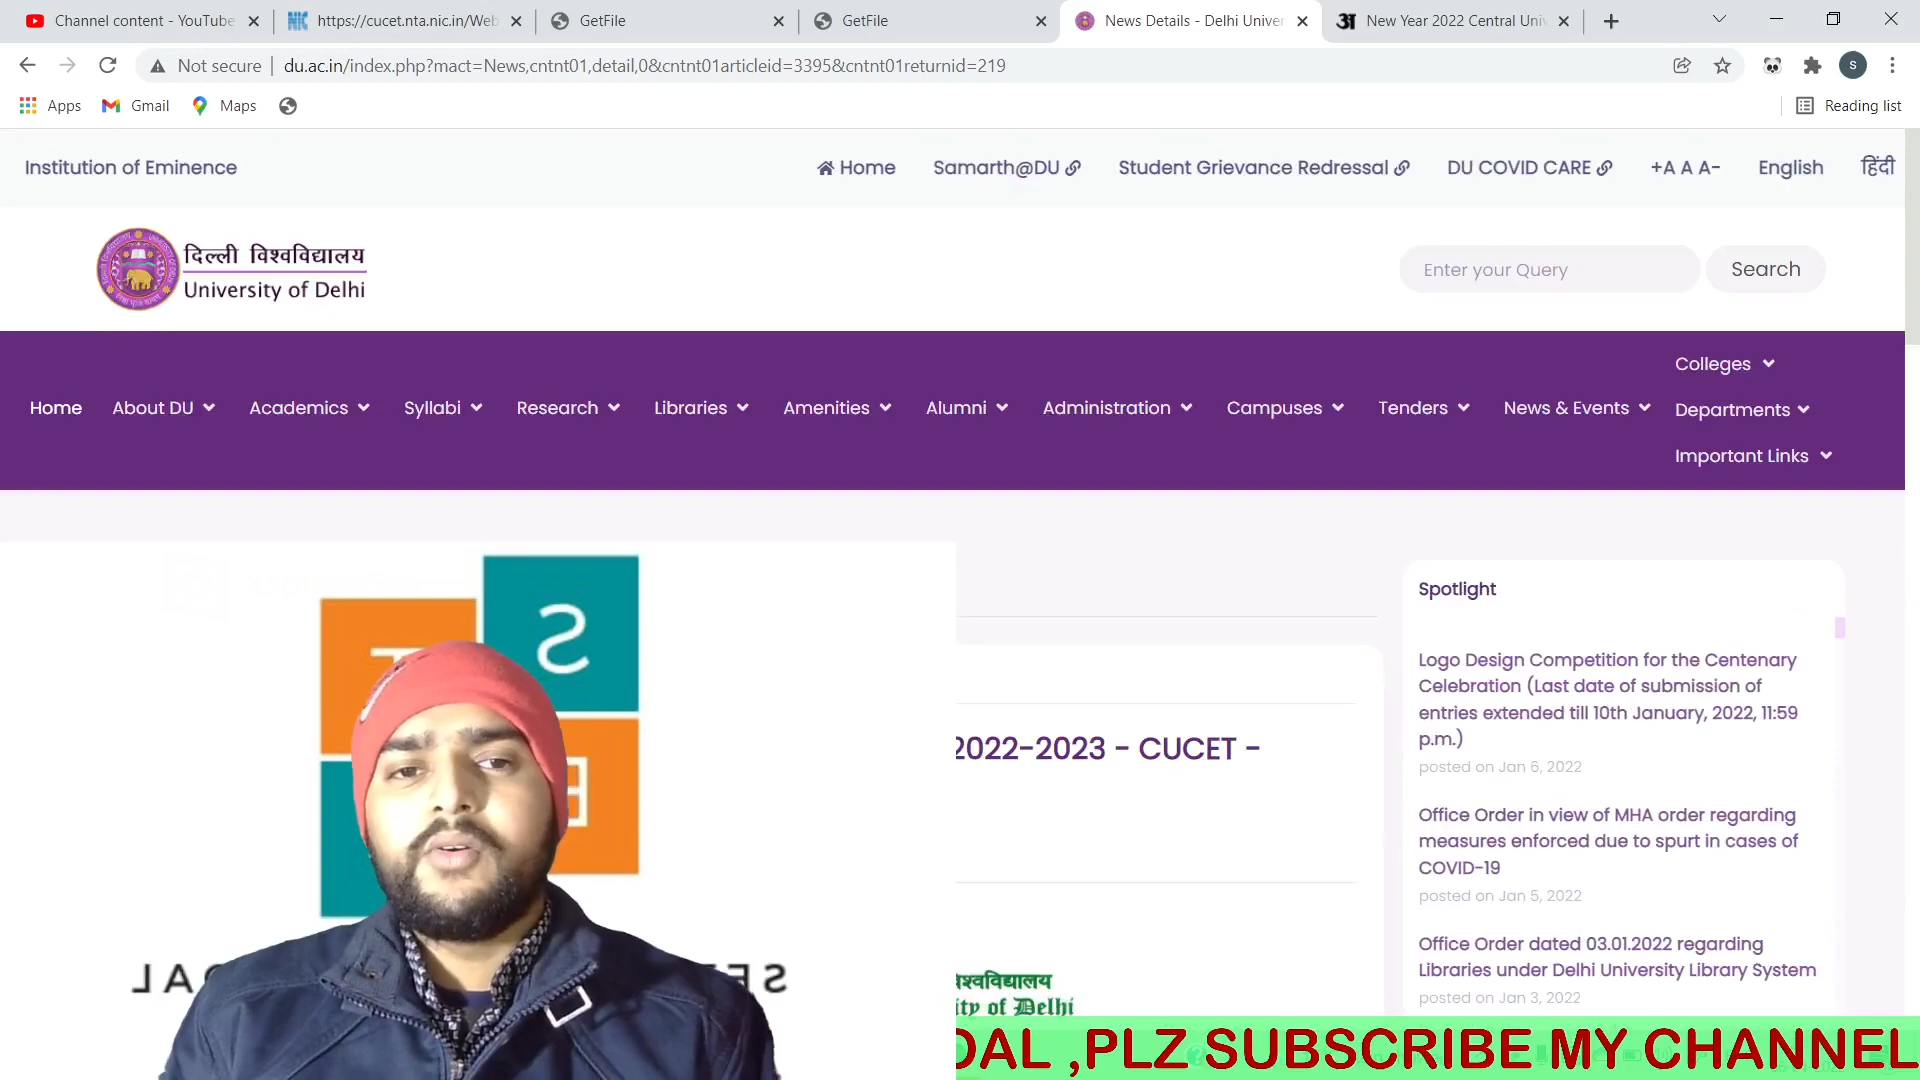 Channel content - YouTube
https://cucet.nta.nic.in/Web
GetFile
GetFile
News Details - Delhi Univer
New Year 2022 Central Uni
Not secure
du.ac.in/index.php?mact=News,cntnt01,detail,0&cntnt01articleid=3395&cntnt01returnid=219
S
Apps
Gmail
Maps
Reading list
Institution of Eminence
Home
Samarth@DU
Student Grievance Redressal
DU COVID CARE
+A A A-
English
हिंदी
दिल्ली विश्वविद्यालय
University of Delhi
Enter your Query
Search
Home
About DU
Academics
Syllabi
Research
Libraries
Amenities
Alumni
Administration
Campuses
Tenders
News & Events
Colleges
Departments
Important Links
Spotlight
Logo Design Competition for the Centenary
Celebration (Last date of submission of
entries extended till 10th January, 2022, 11:59
p.m.)
posted on Jan 6, 2022
Office Order in view of MHA order regarding
measures enforced due to spurt in cases of
COVID-19
posted on Jan 5, 2022
Office Order dated 03.01.2022 regarding
Libraries under Delhi University Library System
posted on Jan 3, 2022
2022-2023 - CUCET -
of Delhi
DAL ,PLZ SUBSCRIBE MY CHANNEL